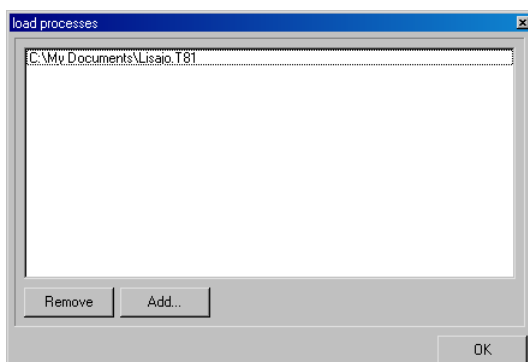 load processes
C:\My Documents\Lisajo.T81
Remove
Add...
OK